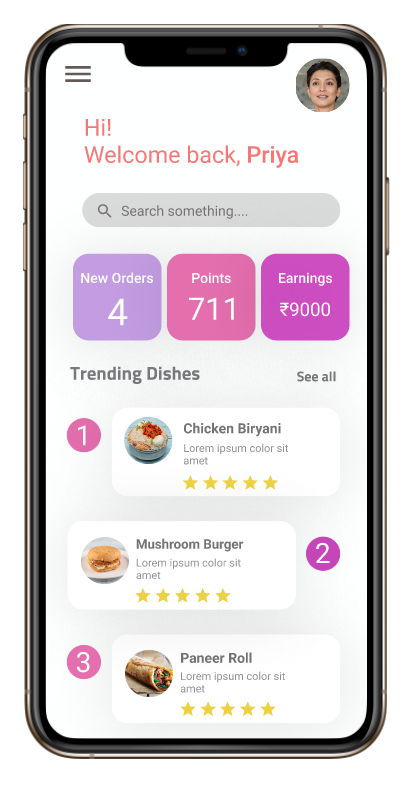 Hi!
Welcome back, Priya
Search something....
New Orders
4
Points
711
Earnings
₹9000
Trending Dishes
See all
1
Chicken Biryani
Lorem ipsum color sit
amet
Mushroom Burger
Lorem ipsum color sit
amet
2
3
Paneer Roll
Lorem ipsum color sit
amet